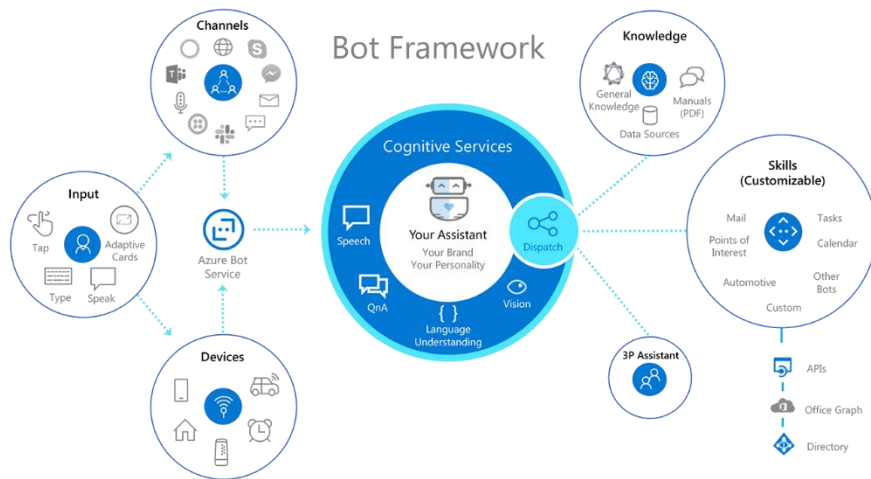 Bot Framework
Channels
Input
Tap
Adaptive
Cards
Type
Speak
Devices
Azure Bot
Service
Cognitive Services
Your Assistant
Your Brand
Your Personality
Speech
QnA
{ }
Language
Understanding
Vision
Dispatch
Knowledge
General
Knowledge
Manuals
(PDF)
Data Sources
Skills
(Customizable)
Mail
Tasks
Points of
Interest
Calendar
Automotive
Other
Bots
Custom
3P Assistant
APIs
Office Graph
Directory